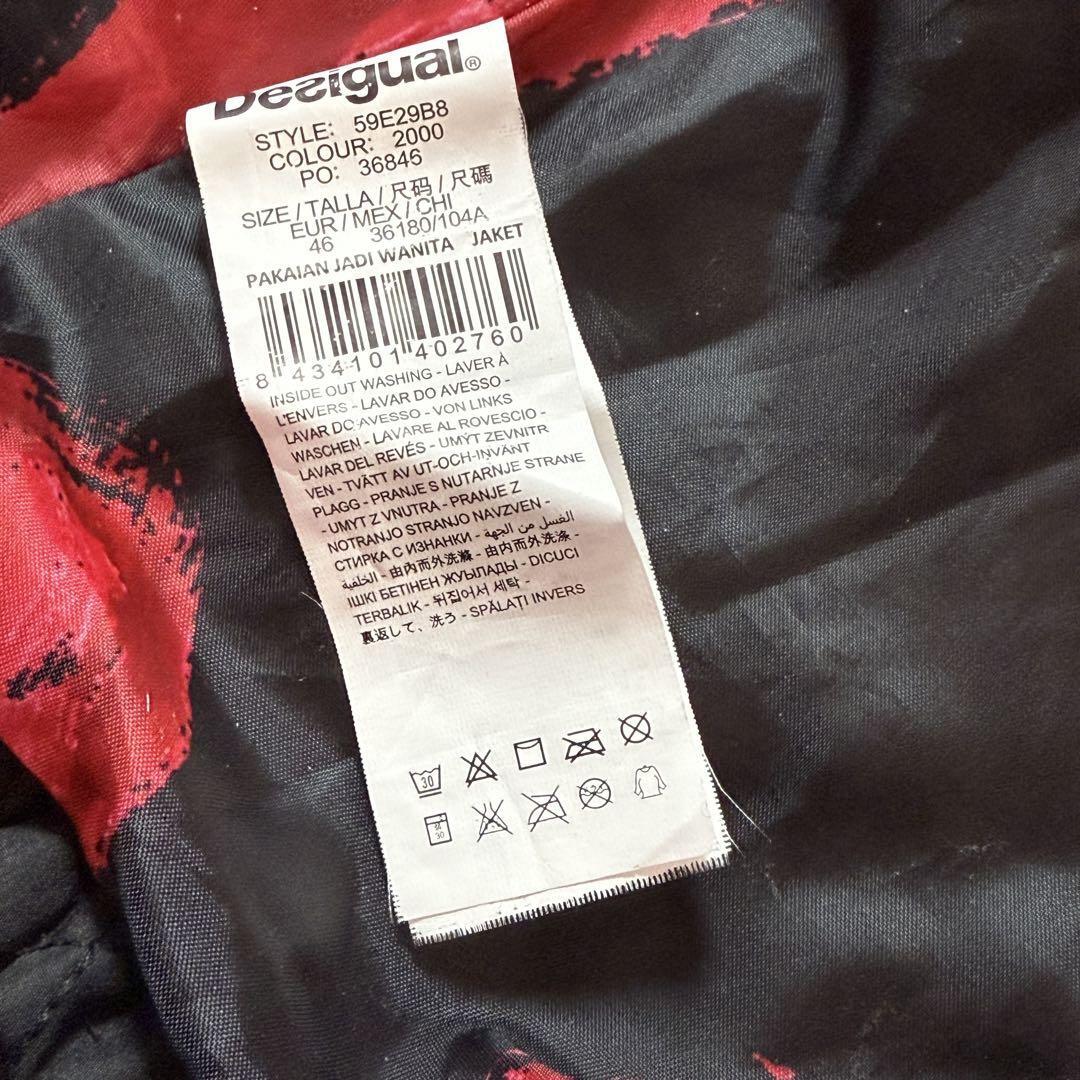 Desigual®
STYLE: 59E29B8
COLOUR: 2000
PO: 36846
SIZE / TALLA / 尺码 / 尺碼
EUR / MEX / CHI
46 36180/104A
PAKAIAN JADI WANITA JAKET
8 434101 402760
INSIDE OUT WASHING - LAVER À
L'ENVERS - LAVAR DO AVESSO -
LAVAR DO AVESSO - VON LINKS
WASCHEN - LAVARE AL ROVESCIO -
LAVAR DEL REVÉS - UMÝT ZEVNITR
VEN - TVÄTT AV UT-OCH-INVÄNT
PLAGG - PRANJE S NUTARNJE STRANE
- UMYT Z VNUTRA - PRANJE Z
NOTRANJO STRANJO NAVZVEN -
СТИРКА С ИЗНАНКИ - الغسل من الجهة
الخلفية - 由内而外洗滌 - 由内而外洗涤 -
ІШКІ БЕТІНЕН ЖУЫЛАДЫ - DICUCI
TERBALIK - 뒤집어서 세탁 -
裏返して、洗ろ - SPĂLAȚI INVERS
30
30